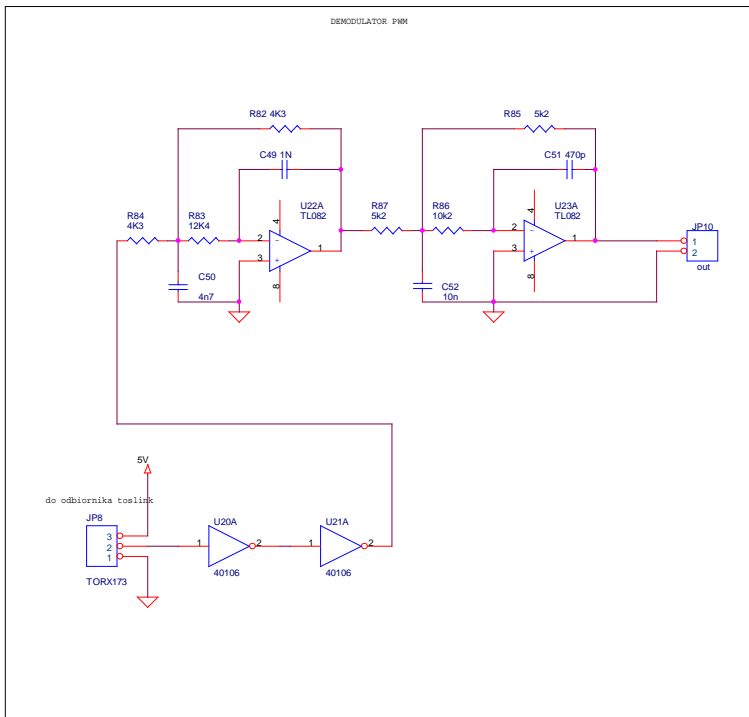 DEMODULATOR PWM
R82 4K3
R85 5k2
C49 1N
C51 470p
U22A
TL082
U23A
TL082
R84
4K3
R83
12K4
R87
5k2
R86
10k2
4
2 -
3 +
1
8
4
2 -
3 +
1
8
JP10
1
2
out
C50
4n7
C52
10n
5V
do odbiornika toslink
JP8
3
2
1
TORX173
U20A
1
2
40106
U21A
1
2
40106